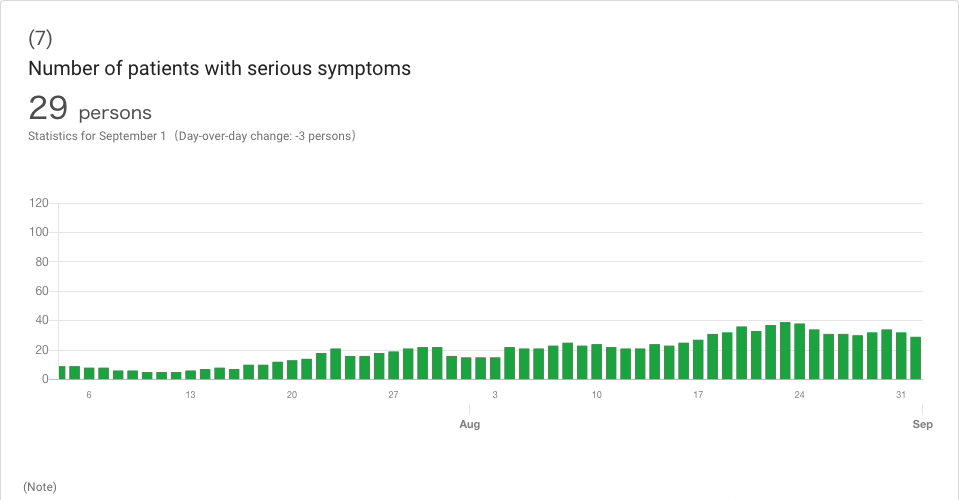 (7)
Number of patients with serious symptoms
29 persons
Statistics for September 1（Day-over-day change: -3 persons）
120
100
80
60
40
20
0
6 13 20 27 3 10 17 24 31
Aug Sep
(Note)